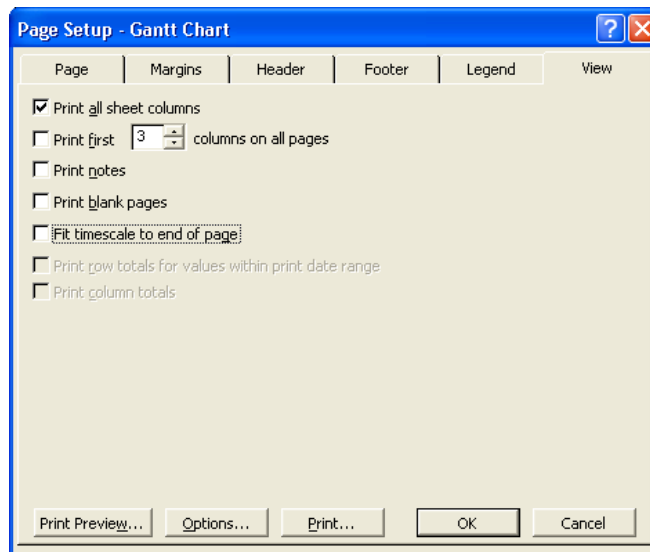 Page Setup - Gantt Chart
Page Margins Header Footer Legend View
Print all sheet columns
Print first 3 columns on all pages
Print notes
Print blank pages
Fit timescale to end of page
Print row totals for values within print date range
Print column totals
Print Preview... Options... Print... OK Cancel